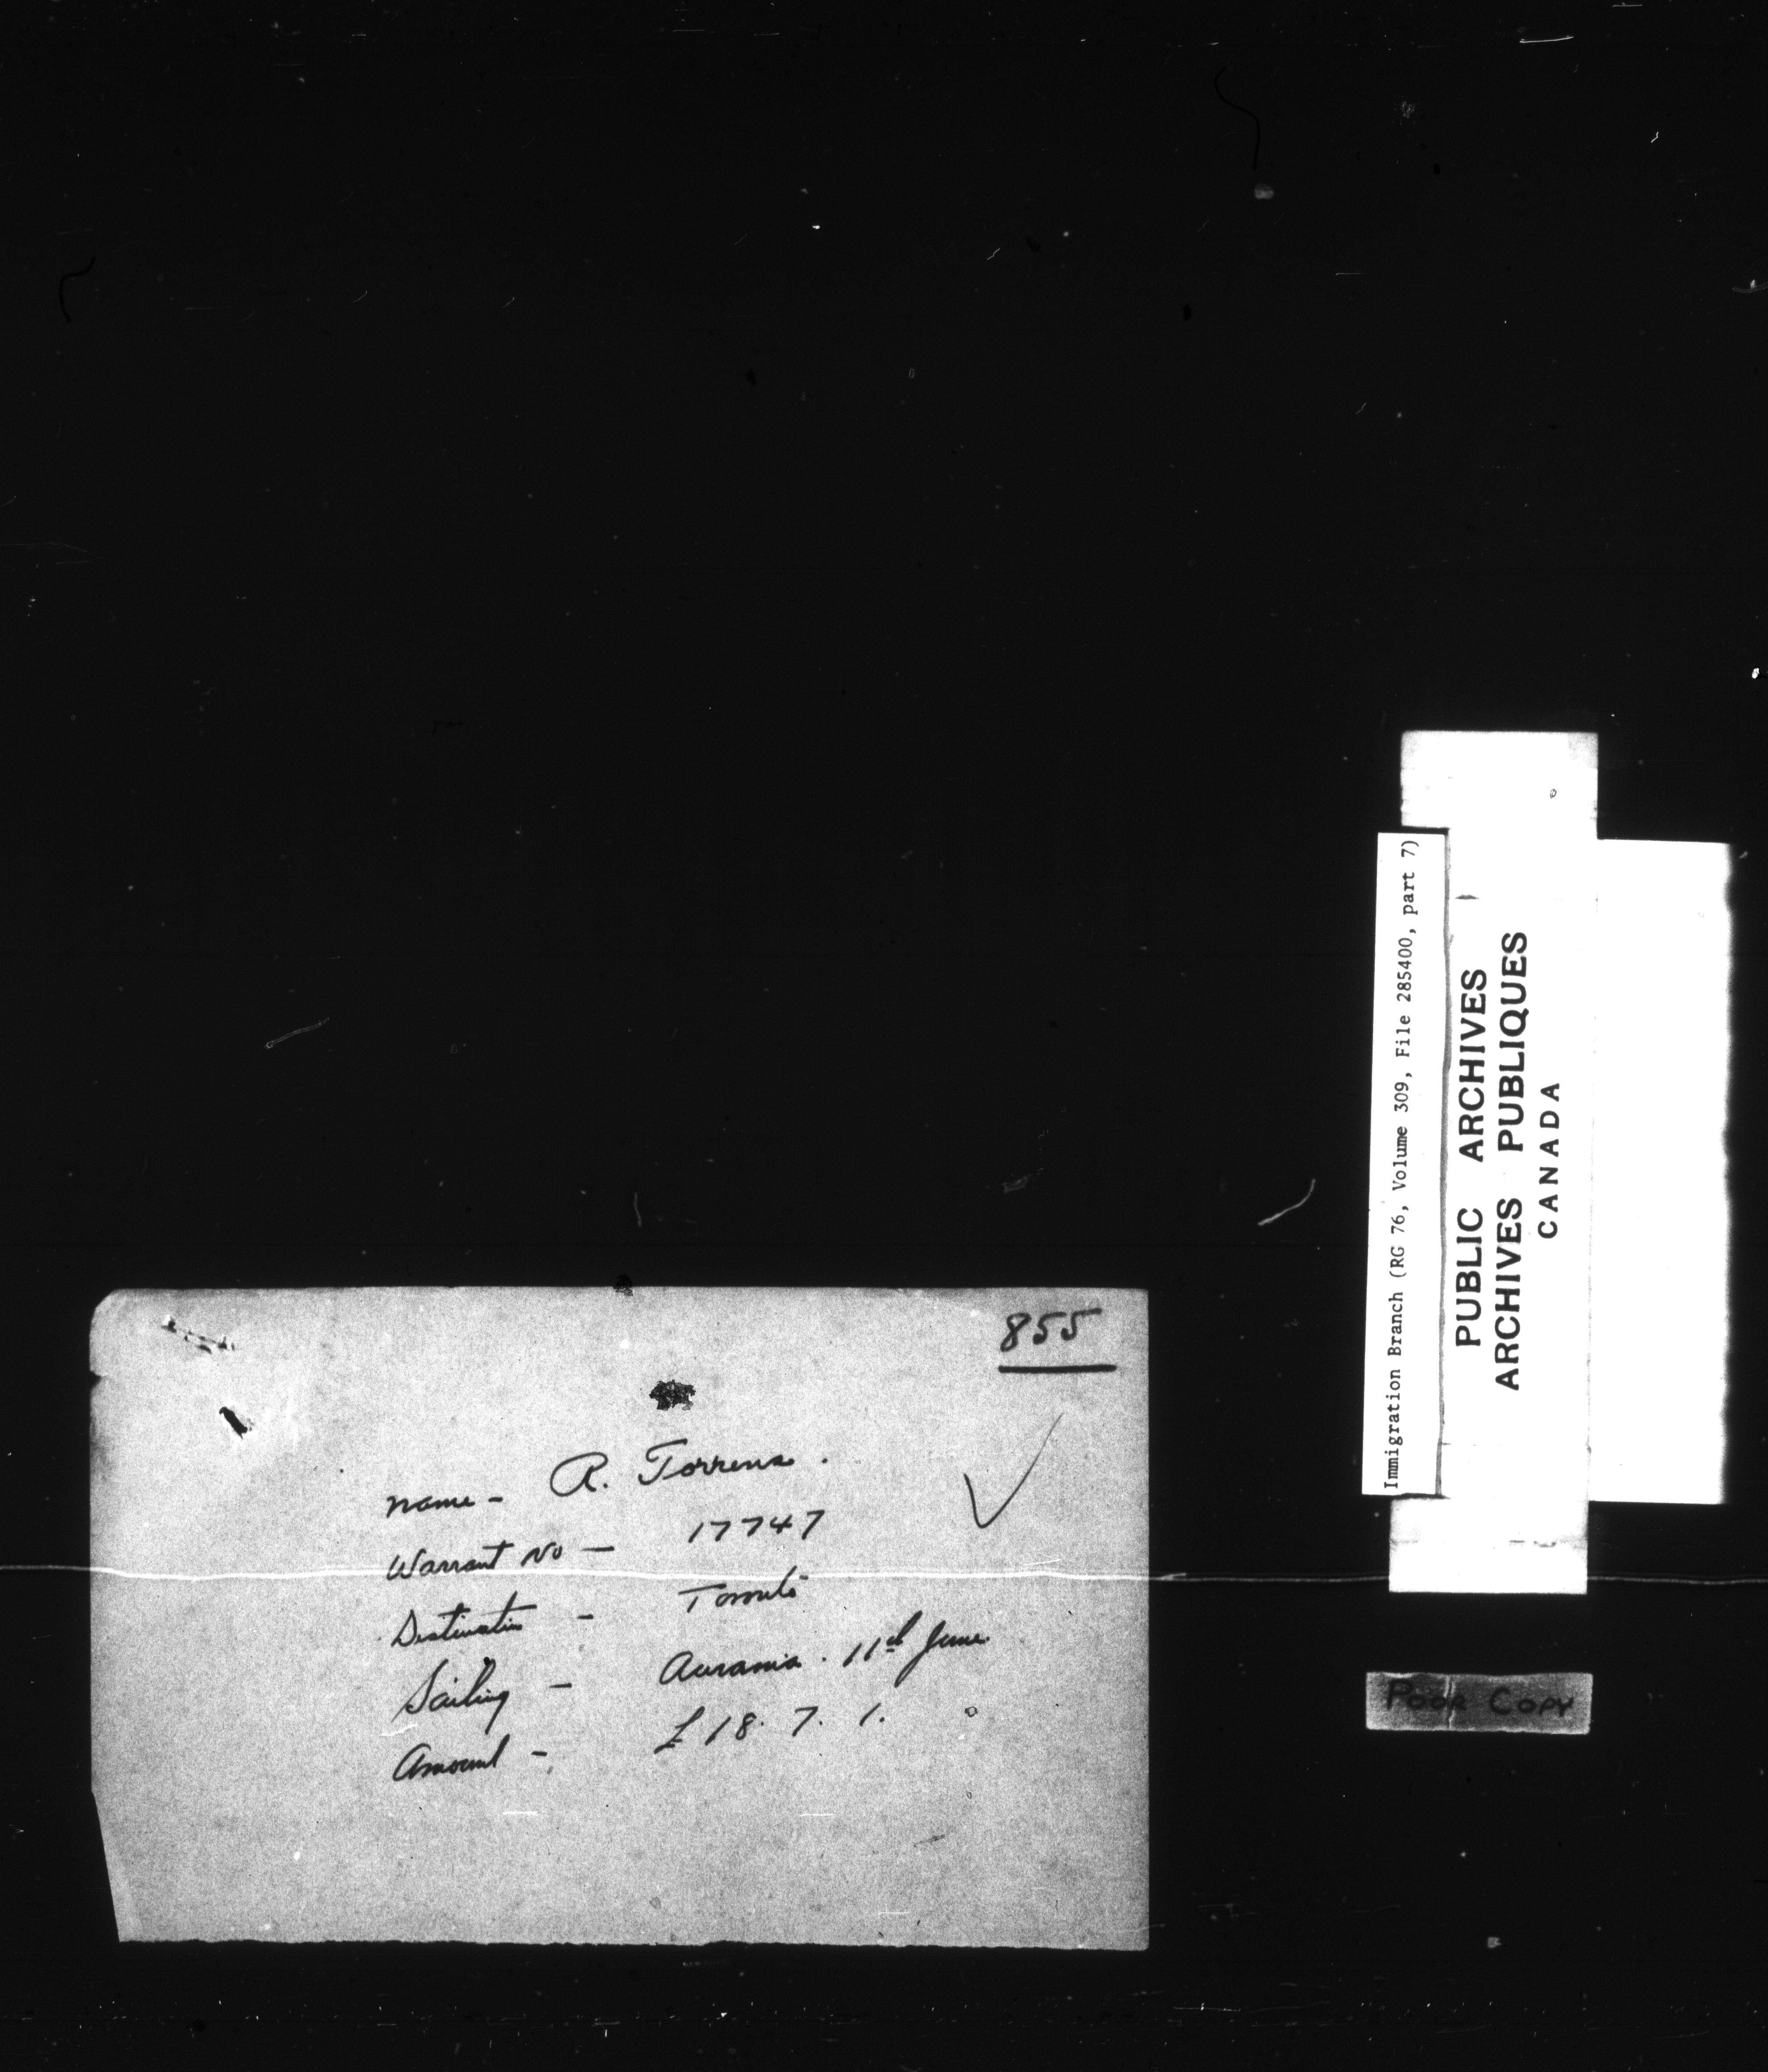 855
Name - R. Torrens.
Warrant No - 17747
Destination - Toronto
Sailing - Aurania. 11th June.
Amount - £18. 7. 1.
Immigration Branch (RG 76, Volume 309, File 285400, part 7)
PUBLIC ARCHIVES
ARCHIVES PUBLIQUES
CANADA
POOR COPY